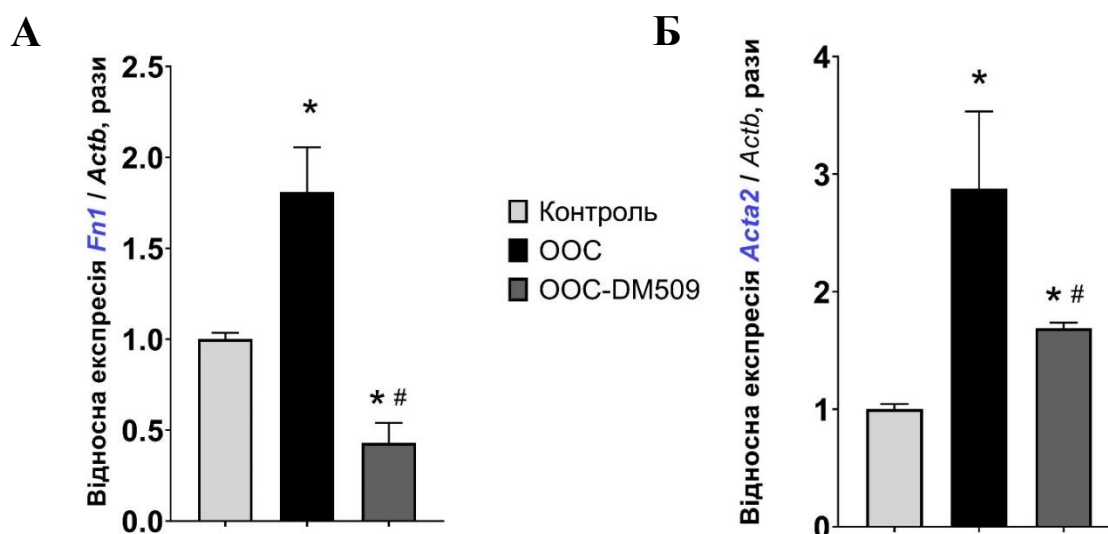 А
Відносна експресія Fn1 / Actb, рази
2.5
2.0
1.5
1.0
0.5
0.0
*
* #
Контроль
ООС
ООС-DM509
Б
Відносна експресія Acta2 / Actb, рази
4
3
2
1
0
*
* #